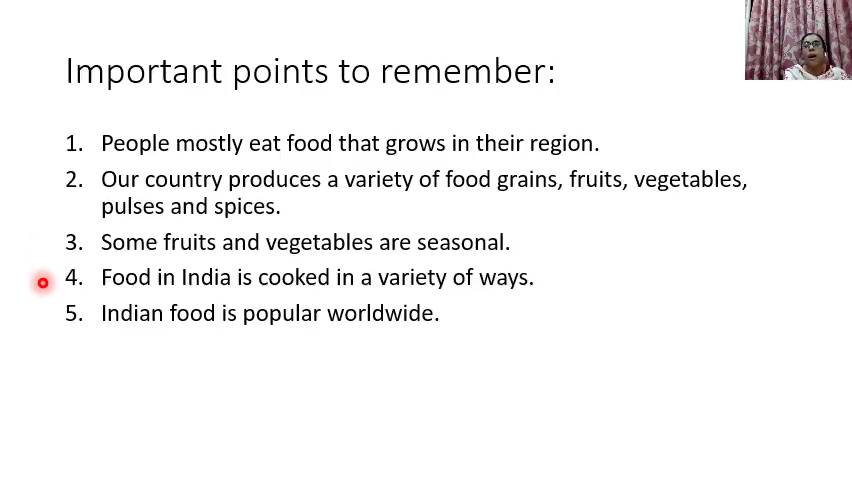 Important points to remember:
1. People mostly eat food that grows in their region.
2. Our country produces a variety of food grains, fruits, vegetables,
pulses and spices.
3. Some fruits and vegetables are seasonal.
4. Food in India is cooked in a variety of ways.
5. Indian food is popular worldwide.